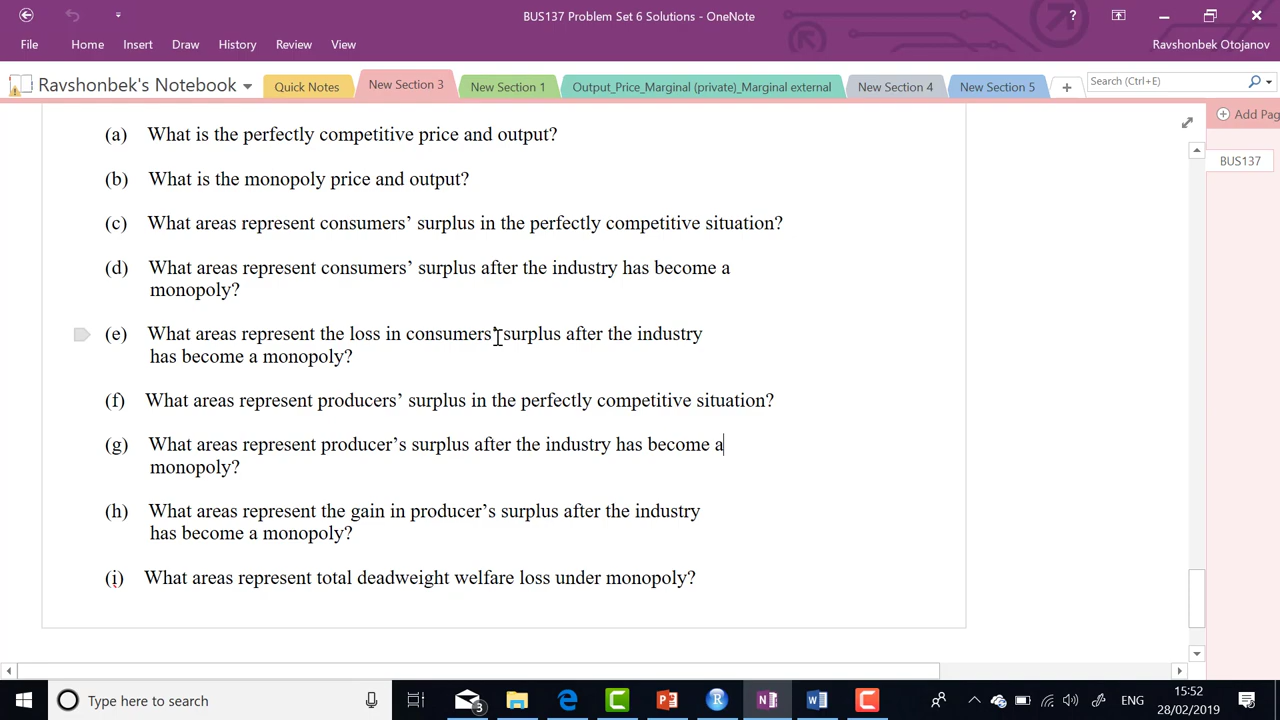 BUS137 Problem Set 6 Solutions - OneNote
?
File Home Insert Draw History Review View
Ravshonbek Otojanov
Ravshonbek's Notebook
Quick Notes
New Section 3
New Section 1
Output_Price_Marginal (private)_Marginal external
New Section 4
New Section 5
Search (Ctrl+E)
Add Pag
BUS137
(a) What is the perfectly competitive price and output?
(b) What is the monopoly price and output?
(c) What areas represent consumers’ surplus in the perfectly competitive situation?
(d) What areas represent consumers’ surplus after the industry has become a
monopoly?
(e) What areas represent the loss in consumers’ surplus after the industry
has become a monopoly?
(f) What areas represent producers’ surplus in the perfectly competitive situation?
(g) What areas represent producer’s surplus after the industry has become a
monopoly?
(h) What areas represent the gain in producer’s surplus after the industry
has become a monopoly?
(i) What areas represent total deadweight welfare loss under monopoly?
Type here to search
3
ENG
15:52
28/02/2019